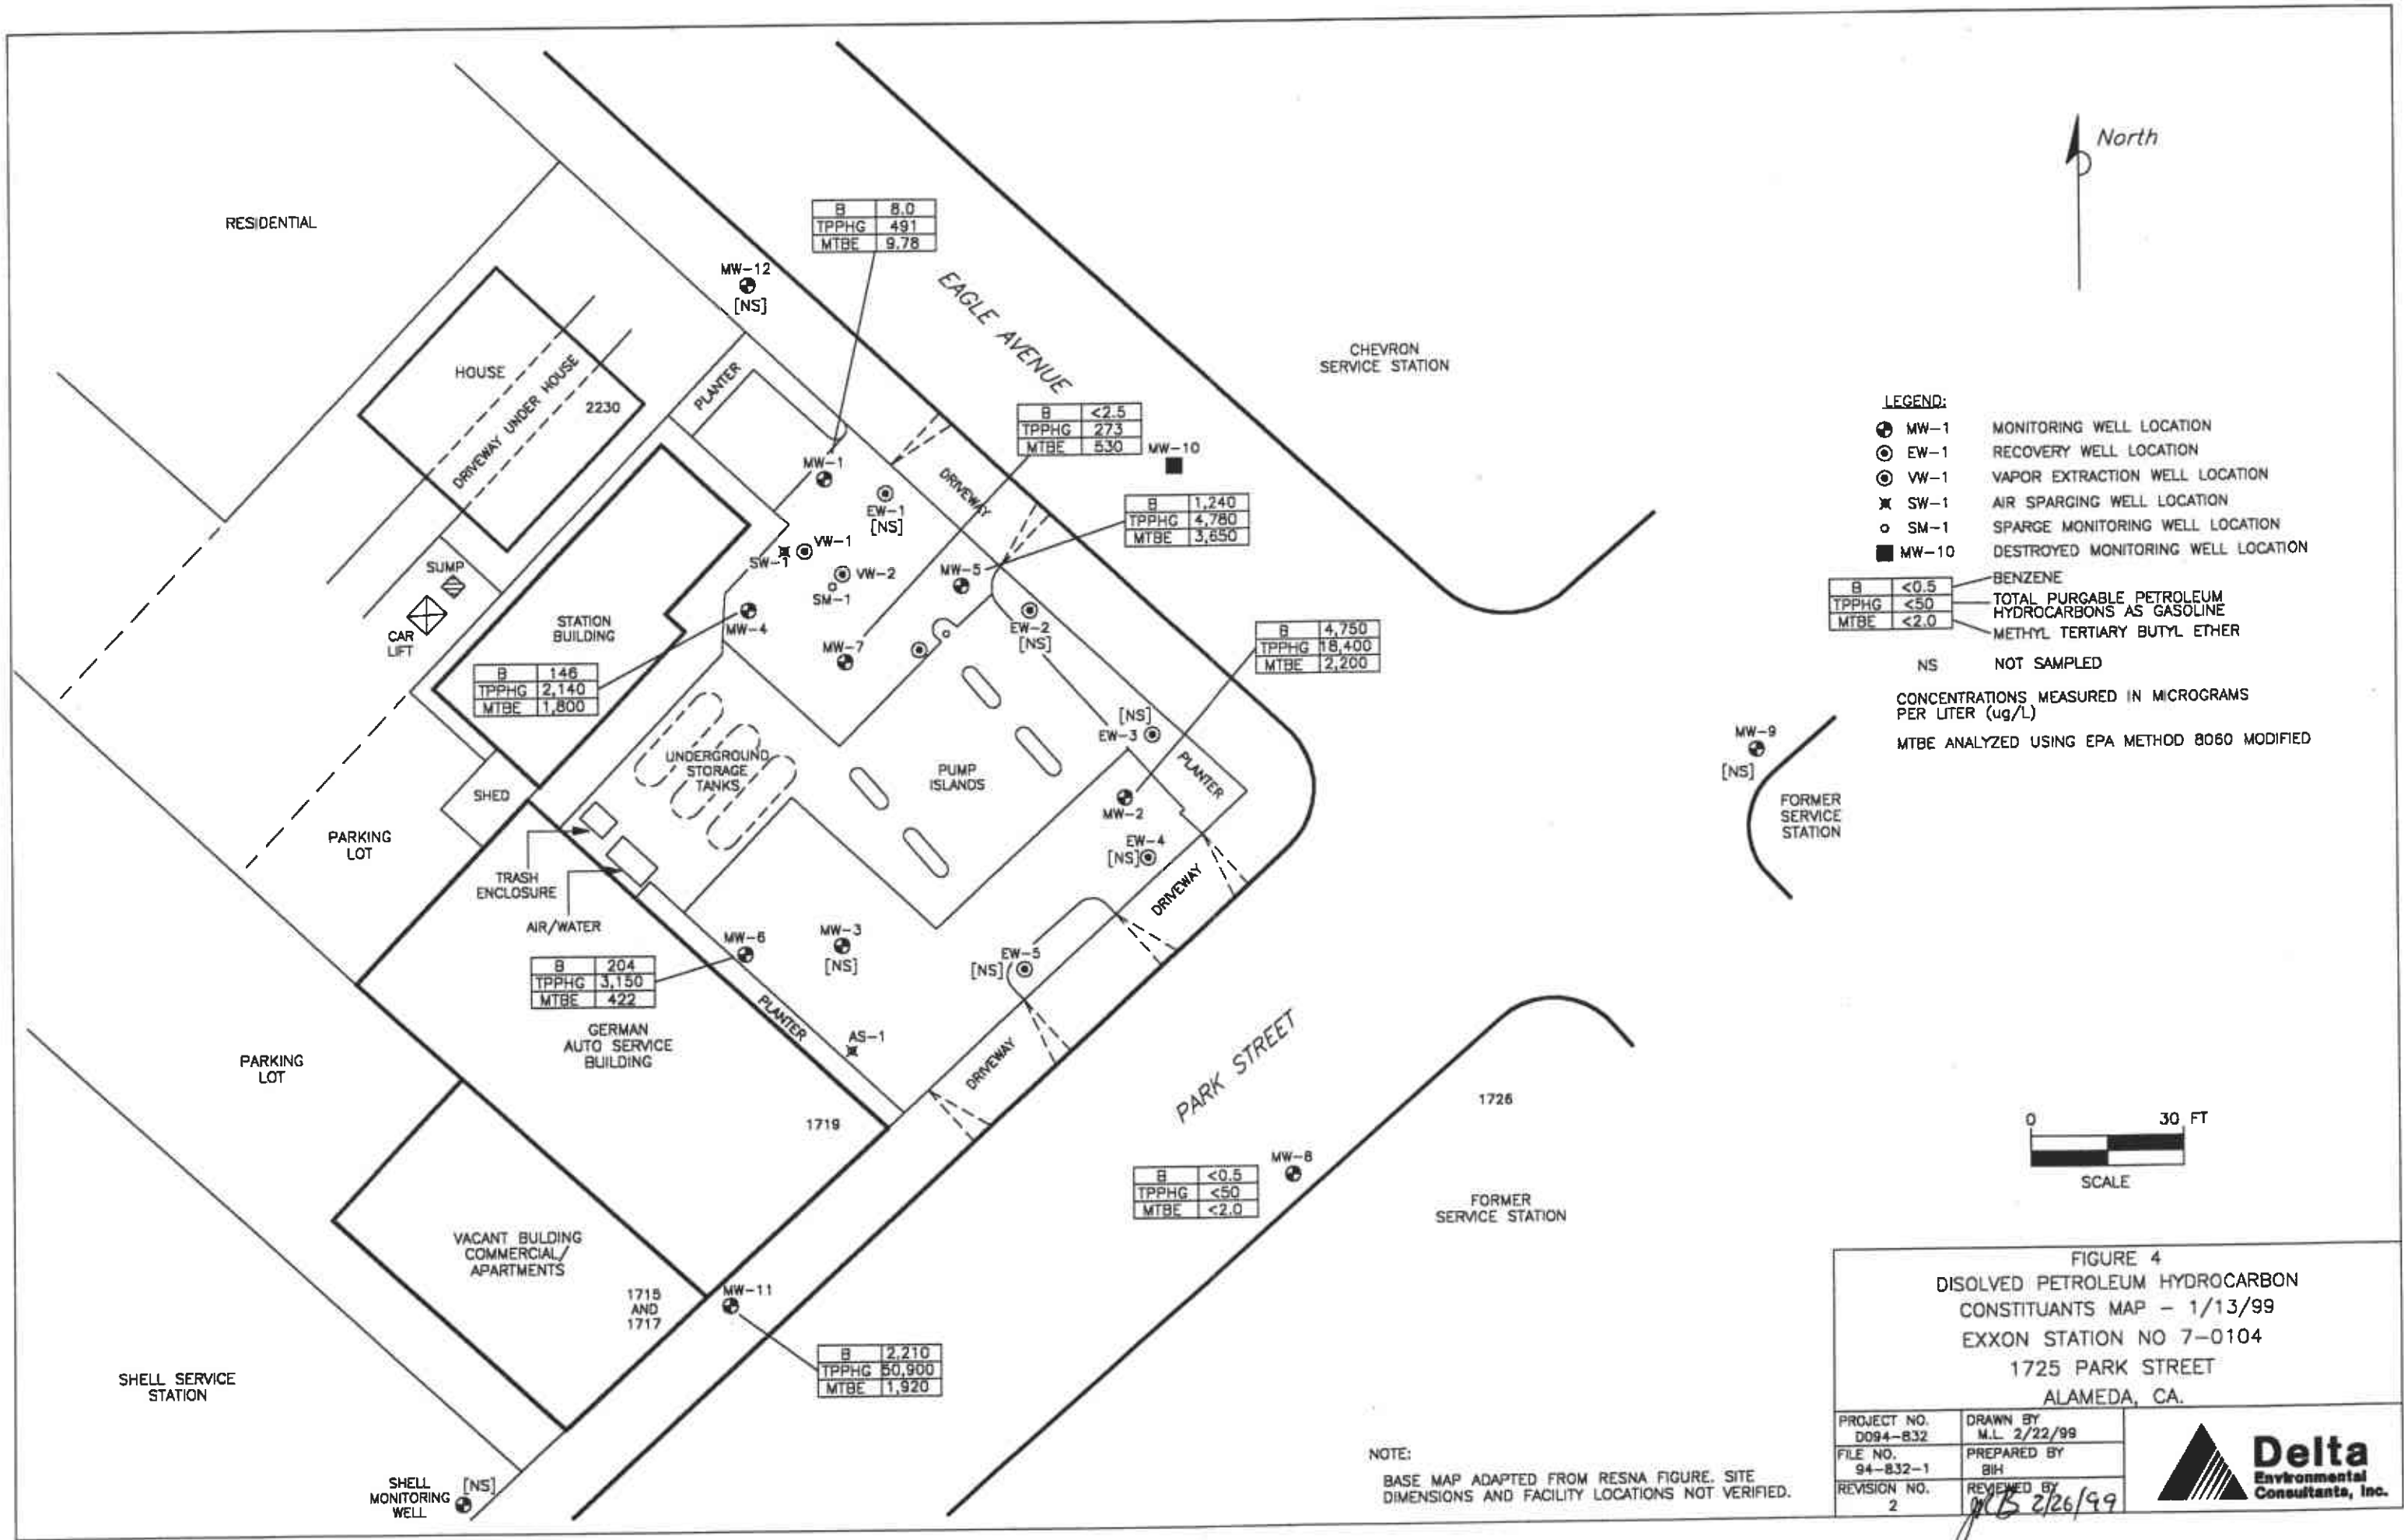 North
RESIDENTIAL
B 8.0
TPPHG 491
MTBE 9.78
MW-12
[NS]
EAGLE AVENUE
CHEVRON
SERVICE STATION
HOUSE
2230
DRIVEWAY UNDER HOUSE
PLANTER
B <2.5
TPPHG 273
MTBE 530
MW-10
MW-1
EW-1
[NS]
DRIVEWAY
B 1,240
TPPHG 4,780
MTBE 3,650
VW-1
SW-1
VW-2
SM-1
MW-5
SUMP
CAR
LIFT
STATION
BUILDING
MW-4
MW-7
EW-2
[NS]
B 4,750
TPPHG 18,400
MTBE 2,200
B 146
TPPHG 2,140
MTBE 1,800
[NS]
EW-3
PLANTER
UNDERGROUND
STORAGE
TANKS
PUMP
ISLANDS
SHED
MW-2
EW-4
[NS]
PARKING
LOT
TRASH
ENCLOSURE
AIR/WATER
DRIVEWAY
MW-6
MW-3
[NS]
EW-5
[NS]
B 204
TPPHG 3,150
MTBE 422
PLANTER
GERMAN
AUTO SERVICE
BUILDING
AS-1
DRIVEWAY
PARKING
LOT
1719
PARK STREET
1726
MW-8
B <0.5
TPPHG <50
MTBE <2.0
FORMER
SERVICE STATION
VACANT BULDING
COMMERCIAL/
APARTMENTS
1715
AND
1717
MW-11
B 2,210
TPPHG 50,900
MTBE 1,920
SHELL SERVICE
STATION
SHELL
MONITORING
WELL
[NS]
MW-9
[NS]
FORMER
SERVICE
STATION
LEGEND:
MW-1 MONITORING WELL LOCATION
EW-1 RECOVERY WELL LOCATION
VW-1 VAPOR EXTRACTION WELL LOCATION
SW-1 AIR SPARGING WELL LOCATION
SM-1 SPARGE MONITORING WELL LOCATION
MW-10 DESTROYED MONITORING WELL LOCATION
B <0.5 BENZENE
TPPHG <50 TOTAL PURGABLE PETROLEUM
HYDROCARBONS AS GASOLINE
MTBE <2.0 METHYL TERTIARY BUTYL ETHER
NS NOT SAMPLED
CONCENTRATIONS MEASURED IN MICROGRAMS
PER LITER (ug/L)
MTBE ANALYZED USING EPA METHOD 8060 MODIFIED
0 30 FT
SCALE
NOTE:
BASE MAP ADAPTED FROM RESNA FIGURE. SITE
DIMENSIONS AND FACILITY LOCATIONS NOT VERIFIED.
FIGURE 4
DISOLVED PETROLEUM HYDROCARBON
CONSTITUANTS MAP - 1/13/99
EXXON STATION NO 7-0104
1725 PARK STREET
ALAMEDA, CA.
PROJECT NO.
D094-832
DRAWN BY
M.L. 2/22/99
FILE NO.
94-832-1
PREPARED BY
BIH
REVISION NO.
2
REVIEWED BY
2/26/99
Delta
Environmental
Consultants, Inc.